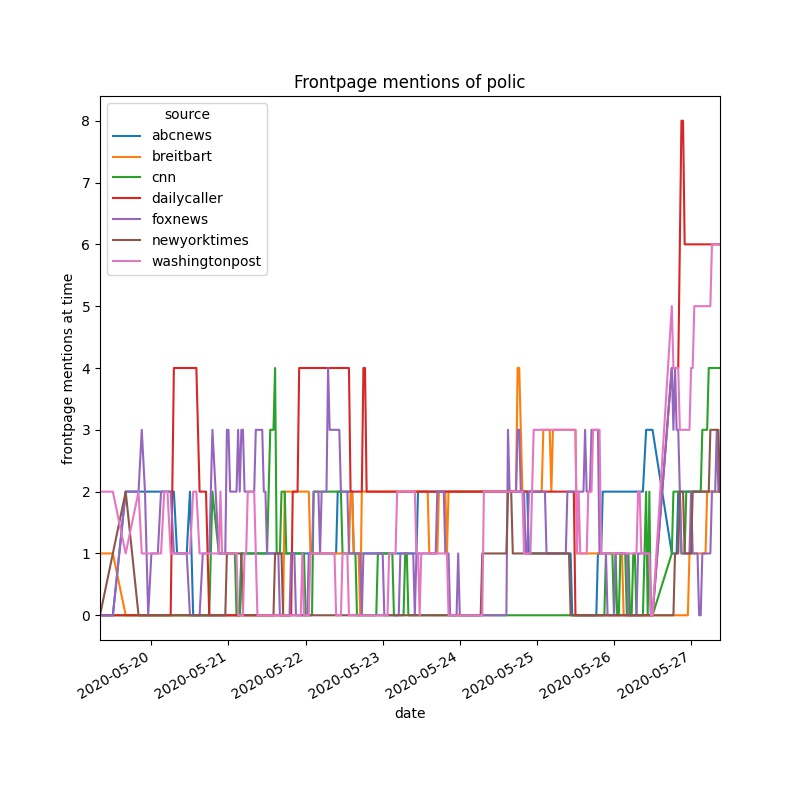 Frontpage mentions of polic
source
abcnews
breitbart
cnn
dailycaller
foxnews
newyorktimes
washingtonpost
frontpage mentions at time
8
7
6
5
4
3
2
1
0
2020-05-20
2020-05-21
2020-05-22
2020-05-23
2020-05-24
2020-05-25
2020-05-26
2020-05-27
date